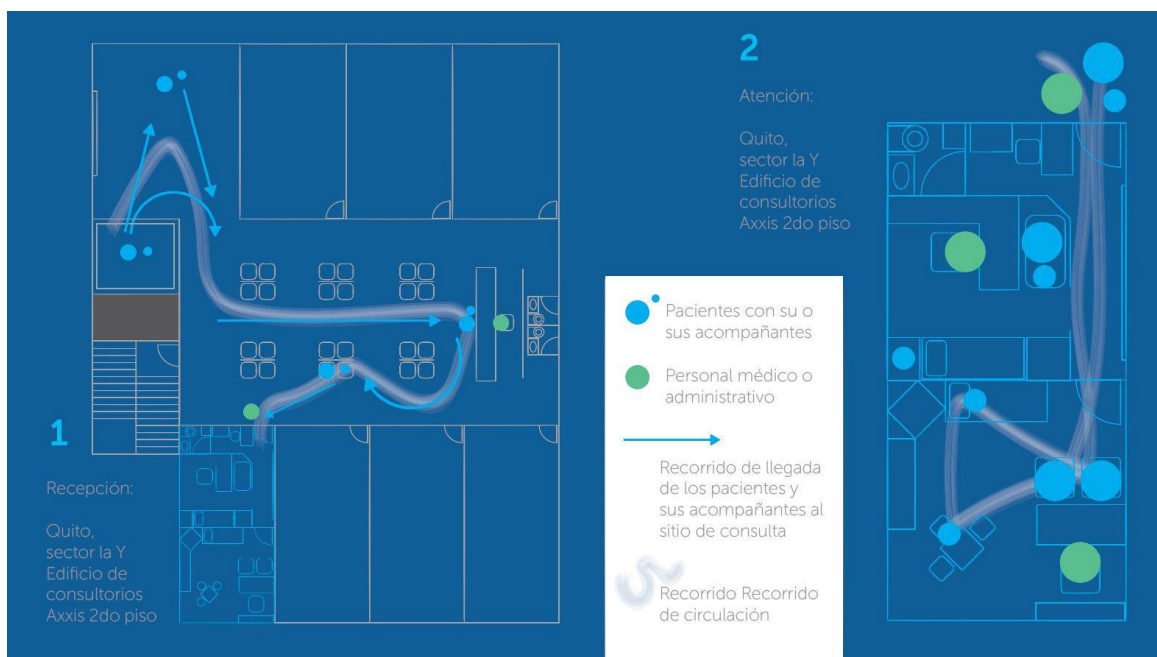 1
Recepción:
Quito,
sector la Y
Edificio de
consultorios
Axxis 2do piso
2
Atención:
Quito,
sector la Y
Edificio de
consultorios
Axxis 2do piso
Pacientes con su o
sus acompañantes
Personal médico o
administrativo
Recorrido de llegada
de los pacientes y
sus acompañantes al
sitio de consulta
Recorrido Recorrido
de circulación